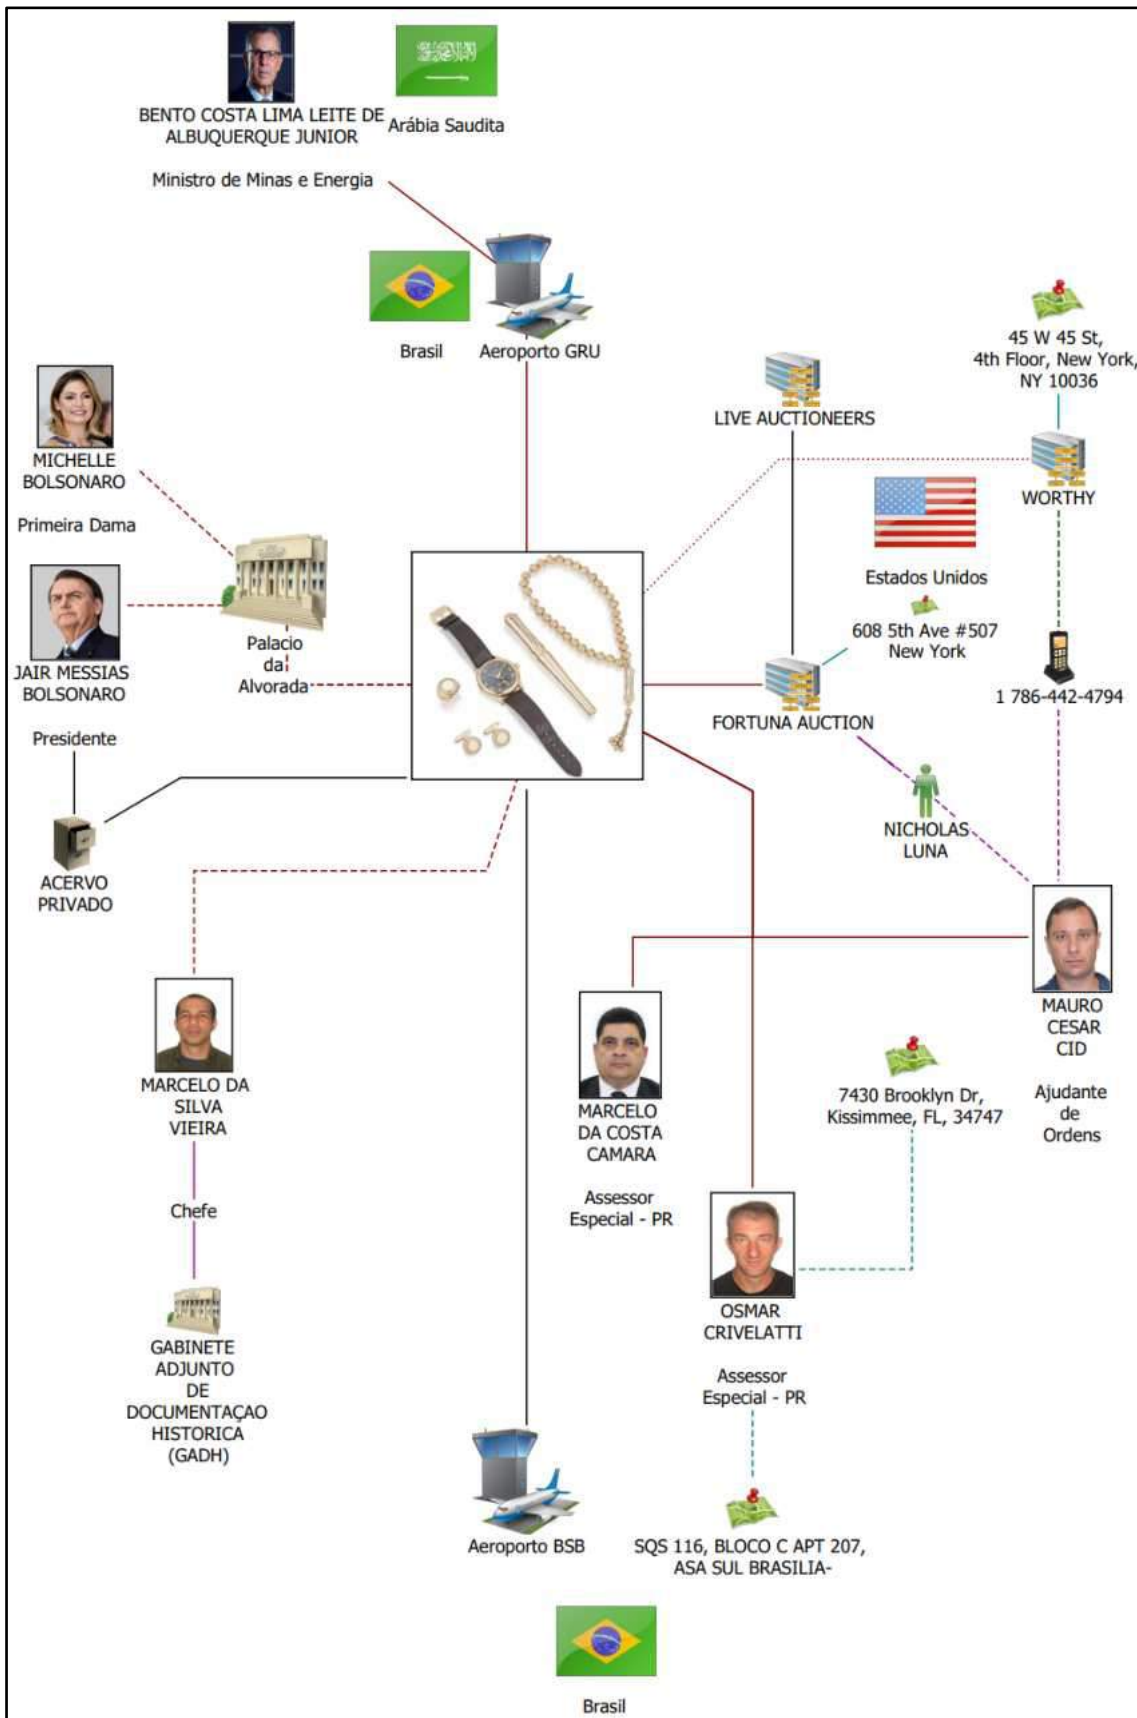 BENTO COSTA LIMA LEITE DE
ALBUQUERQUE JUNIOR
Ministro de Minas e Energia
Arábia Saudita
Brasil
Aeroporto GRU
45 W 45 St,
4th Floor, New York,
NY 10036
LIVE AUCTIONEERS
WORTHY
MICHELLE
BOLSONARO
Primeira Dama
Estados Unidos
608 5th Ave #507
New York
JAIR MESSIAS
BOLSONARO
Presidente
Palacio
da
Alvorada
FORTUNA AUCTION
1 786-442-4794
NICHOLAS
LUNA
ACERVO
PRIVADO
MAURO
CESAR
CID
Ajudante
de
Ordens
MARCELO DA
SILVA
VIEIRA
Chefe
GABINETE
ADJUNTO
DE
DOCUMENTAÇAO
HISTORICA
(GADH)
MARCELO
DA COSTA
CAMARA
Assessor
Especial - PR
7430 Brooklyn Dr,
Kissimmee, FL, 34747
OSMAR
CRIVELATTI
Assessor
Especial - PR
Aeroporto BSB
SQS 116, BLOCO C APT 207,
ASA SUL BRASILIA-
Brasil